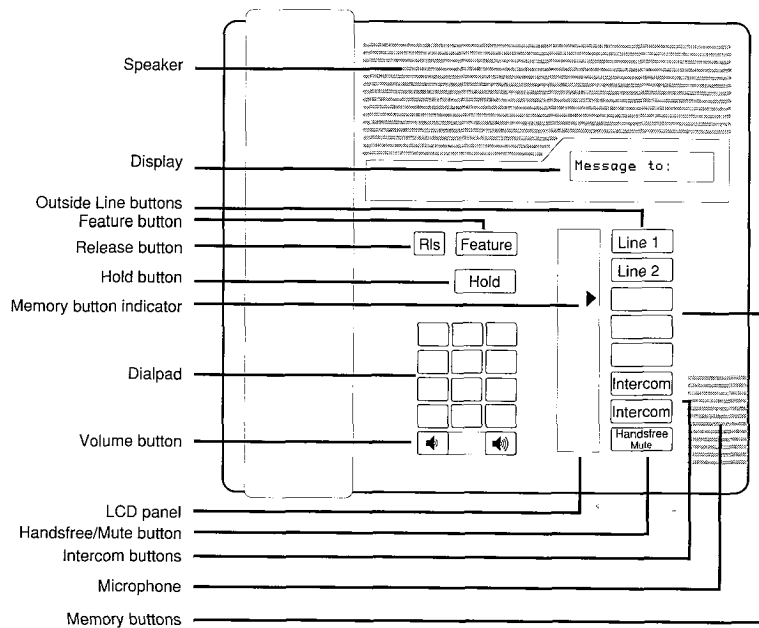 Speaker
Display
Message to:
Outside Line buttons
Feature button
Release button
Rls
Feature
Line 1
Hold button
Hold
Line 2
Memory button indicator
Dialpad
Intercom
Intercom
Volume button
Handsfree
Mute
LCD panel
Handsfree/Mute button
Intercom buttons
Microphone
Memory buttons